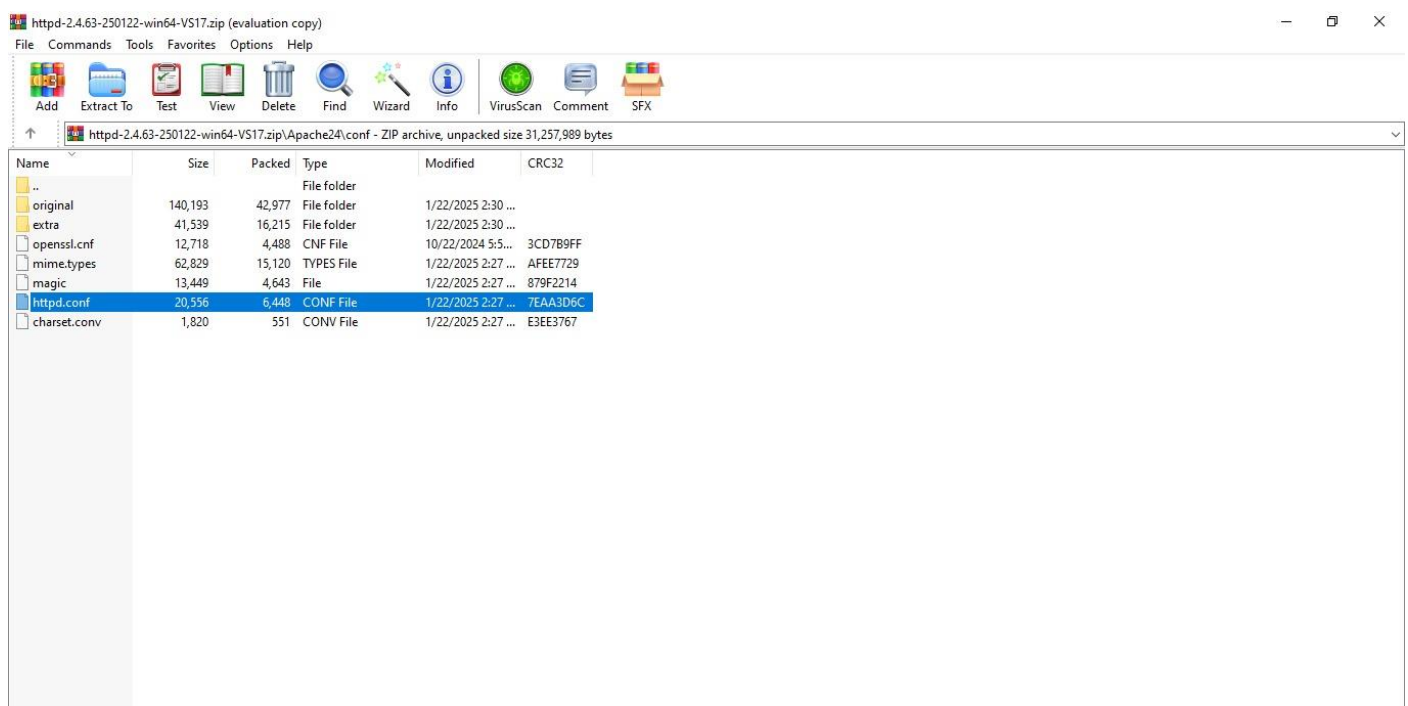 httpd-2.4.63-250122-win64-VS17.zip (evaluation copy)
File Commands Tools Favorites Options Help
Add Extract To Test View Delete Find Wizard Info VirusScan Comment SFX
httpd-2.4.63-250122-win64-VS17.zip\Apache24\conf - ZIP archive, unpacked size 31,257,989 bytes
Name Size Packed Type Modified CRC32
.. File folder
original 140,193 42,977 File folder 1/22/2025 2:30 ...
extra 41,539 16,215 File folder 1/22/2025 2:30 ...
openssl.cnf 12,718 4,488 CNF File 10/22/2024 5:5... 3CD7B9FF
mime.types 62,829 15,120 TYPES File 1/22/2025 2:27 ... AFEE7729
magic 13,449 4,643 File 1/22/2025 2:27 ... 879F2214
httpd.conf 20,556 6,448 CONF File 1/22/2025 2:27 ... 7EAA3D6C
charset.conv 1,820 551 CONV File 1/22/2025 2:27 ... E3EE3767